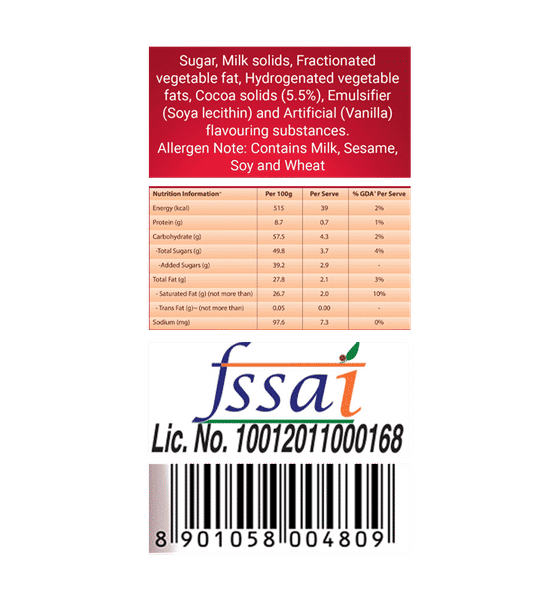 Sugar, Milk solids, Fractionated
vegetable fat, Hydrogenated vegetable
fats, Cocoa solids (5.5%), Emulsifier
(Soya lecithin) and Artificial (Vanilla)
flavouring substances.
Allergen Note: Contains Milk, Sesame,
Soy and Wheat
Nutrition Information* Per 100g Per Serve % GDA* Per Serve
Energy (kcal) 515 39 2%
Protein (g) 8.7 0.7 1%
Carbohydrate (g) 57.5 4.3 2%
-Total Sugars (g) 49.8 3.7 4%
-Added Sugars (g) 39.2 2.9 -
Total Fat (g) 27.8 2.1 3%
- Saturated Fat (g) (not more than) 26.7 2.0 10%
- Trans Fat (g)~ (not more than) 0.05 0.00 -
Sodium (mg) 97.6 7.3 0%
fssai
Lic. No. 10012011000168
8 901058 004809